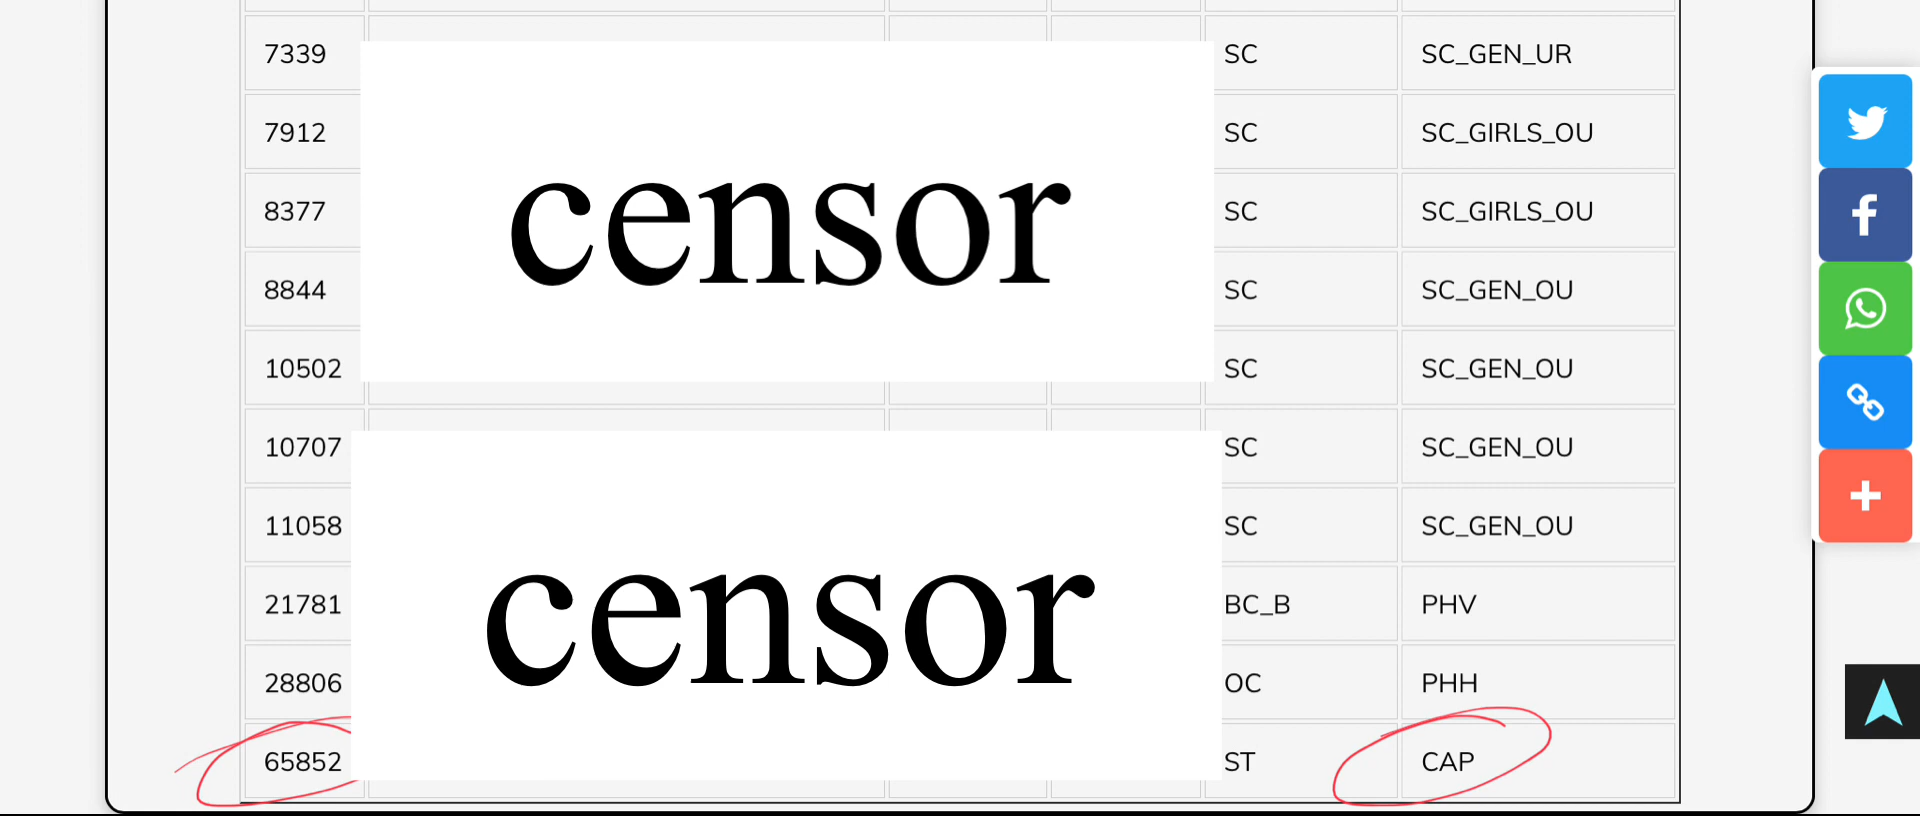 7339 SC SC_GEN_UR
7912 SC SC_GIRLS_OU
censor
8377 SC SC_GIRLS_OU
8844 SC SC_GEN_OU
10502 SC SC_GEN_OU
10707 SC SC_GEN_OU
11058 SC SC_GEN_OU
censor
21781 BC_B PHV
28806 OC PHH
65852 ST CAP